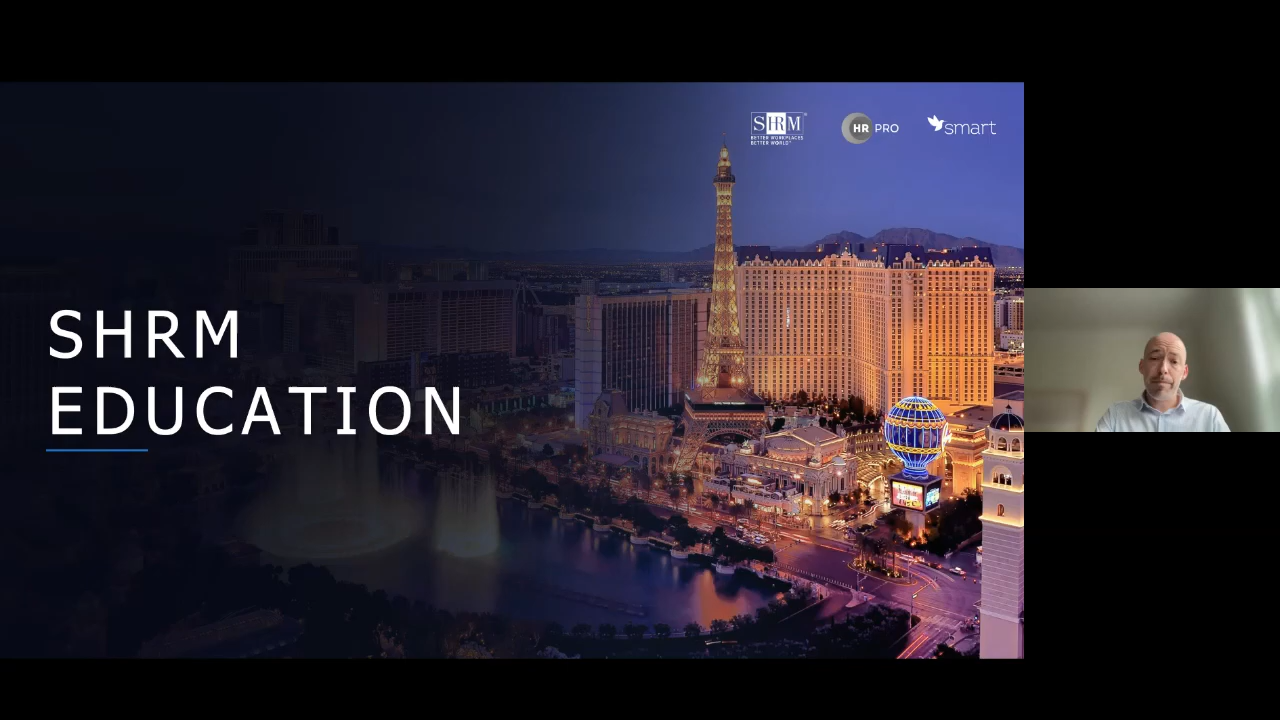 SHRM
BETTER WORKPLACES
BETTER WORLD
HR PRO
smart
SHRM
EDUCATION